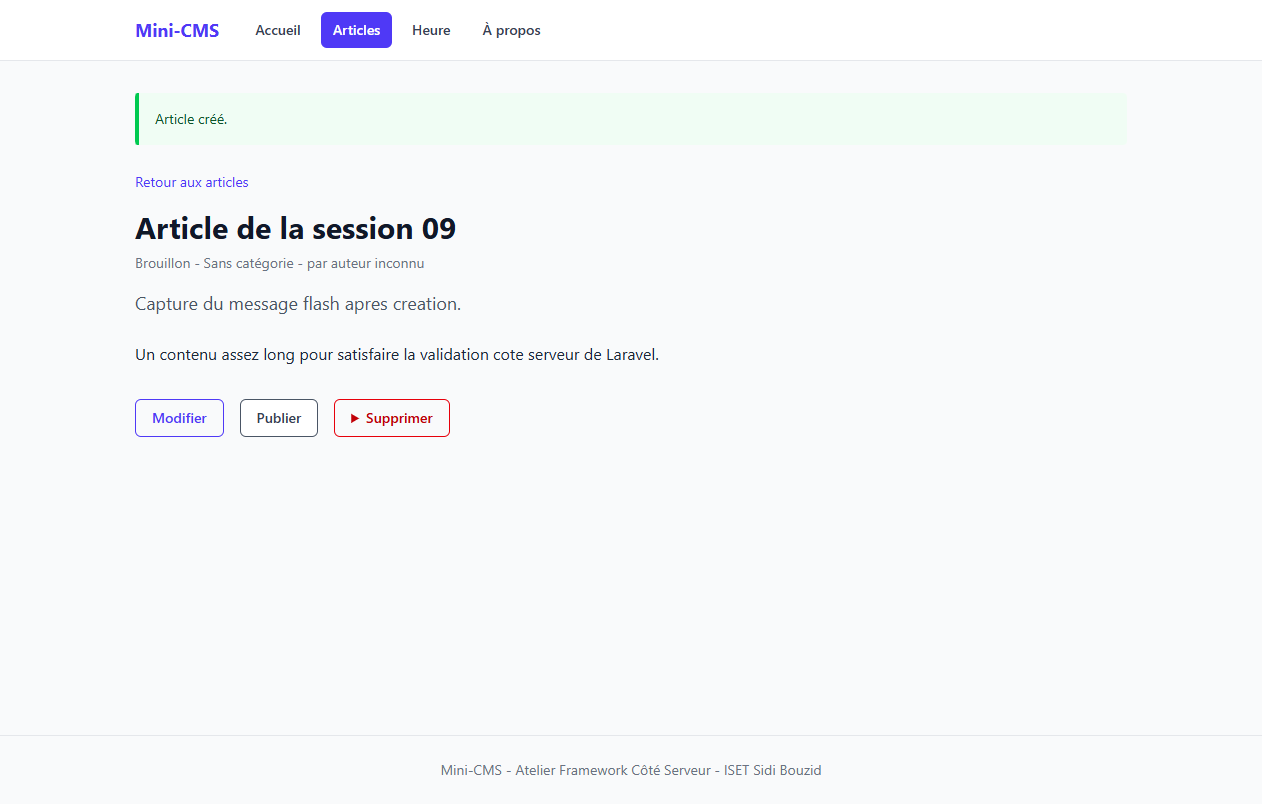 Mini-CMS Accueil Articles Heure À propos
Article créé.
Retour aux articles
Article de la session 09
Brouillon - Sans catégorie - par auteur inconnu
Capture du message flash apres creation.
Un contenu assez long pour satisfaire la validation cote serveur de Laravel.
Modifier Publier ▶ Supprimer
Mini-CMS - Atelier Framework Côté Serveur - ISET Sidi Bouzid